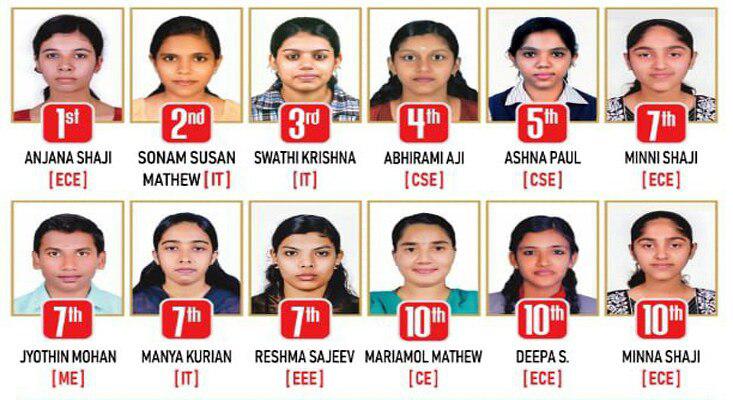 1st 2nd 3rd 4th 5th 7th
ANJANA SHAJI SONAM SUSAN SWATHI KRISHNA ABHIRAMI AJI ASHNA PAUL MINNI SHAJI
[ECE] MATHEW [IT] [IT] [CSE] [CSE] [ECE]
7th 7th 7th 10th 10th 10th
JYOTHIN MOHAN MANYA KURIAN RESHMA SAJEEV MARIAMOL MATHEW DEEPA S. MINNA SHAJI
[ME] [IT] [EEE] [CE] [ECE] [ECE]